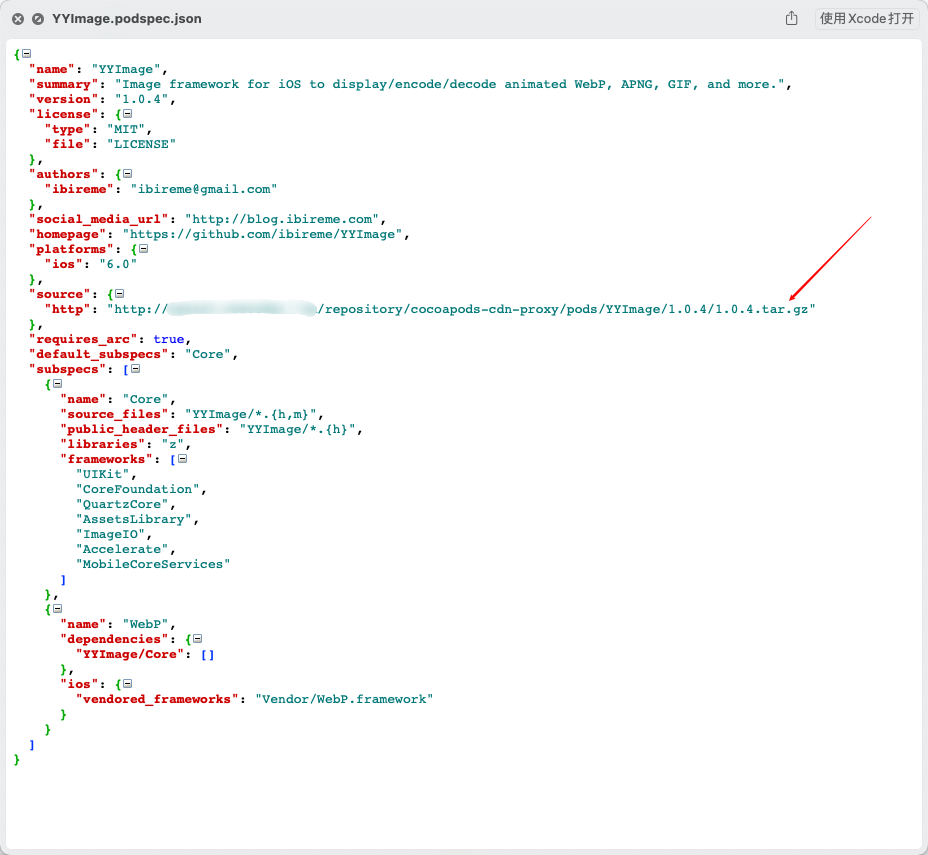 YYImage.podspec.json
使用Xcode打开
{
"name": "YYImage",
"summary": "Image framework for iOS to display/encode/decode animated WebP, APNG, GIF, and more.",
"version": "1.0.4",
"license": {
"type": "MIT",
"file": "LICENSE"
},
"authors": {
"ibireme": "ibireme@gmail.com"
},
"social_media_url": "http://blog.ibireme.com",
"homepage": "https://github.com/ibireme/YYImage",
"platforms": {
"ios": "6.0"
},
"source": {
"http": "http:///repository/cocoapods-cdn-proxy/pods/YYImage/1.0.4/1.0.4.tar.gz"
},
"requires_arc": true,
"default_subspecs": "Core",
"subspecs": [
{
"name": "Core",
"source_files": "YYImage/*.{h,m}",
"public_header_files": "YYImage/*.{h}",
"libraries": "z",
"frameworks": [
"UIKit",
"CoreFoundation",
"QuartzCore",
"AssetsLibrary",
"ImageIO",
"Accelerate",
"MobileCoreServices"
]
},
{
"name": "WebP",
"dependencies": {
"YYImage/Core": []
},
"ios": {
"vendored_frameworks": "Vendor/WebP.framework"
}
}
]
}